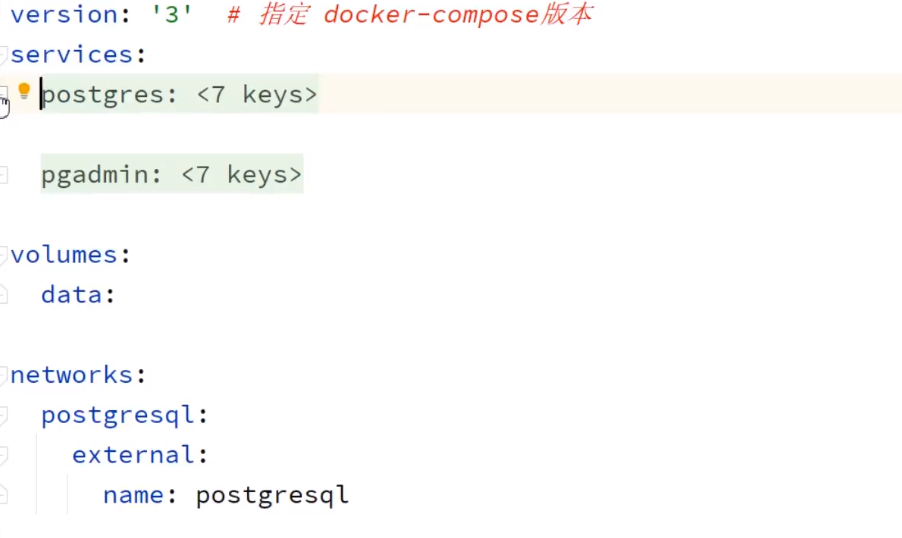 version: '3'  # 指定 docker-compose版本
services:
  postgres: <7 keys>
  pgadmin: <7 keys>
volumes:
  data:
networks:
  postgresql:
    external:
      name: postgresql